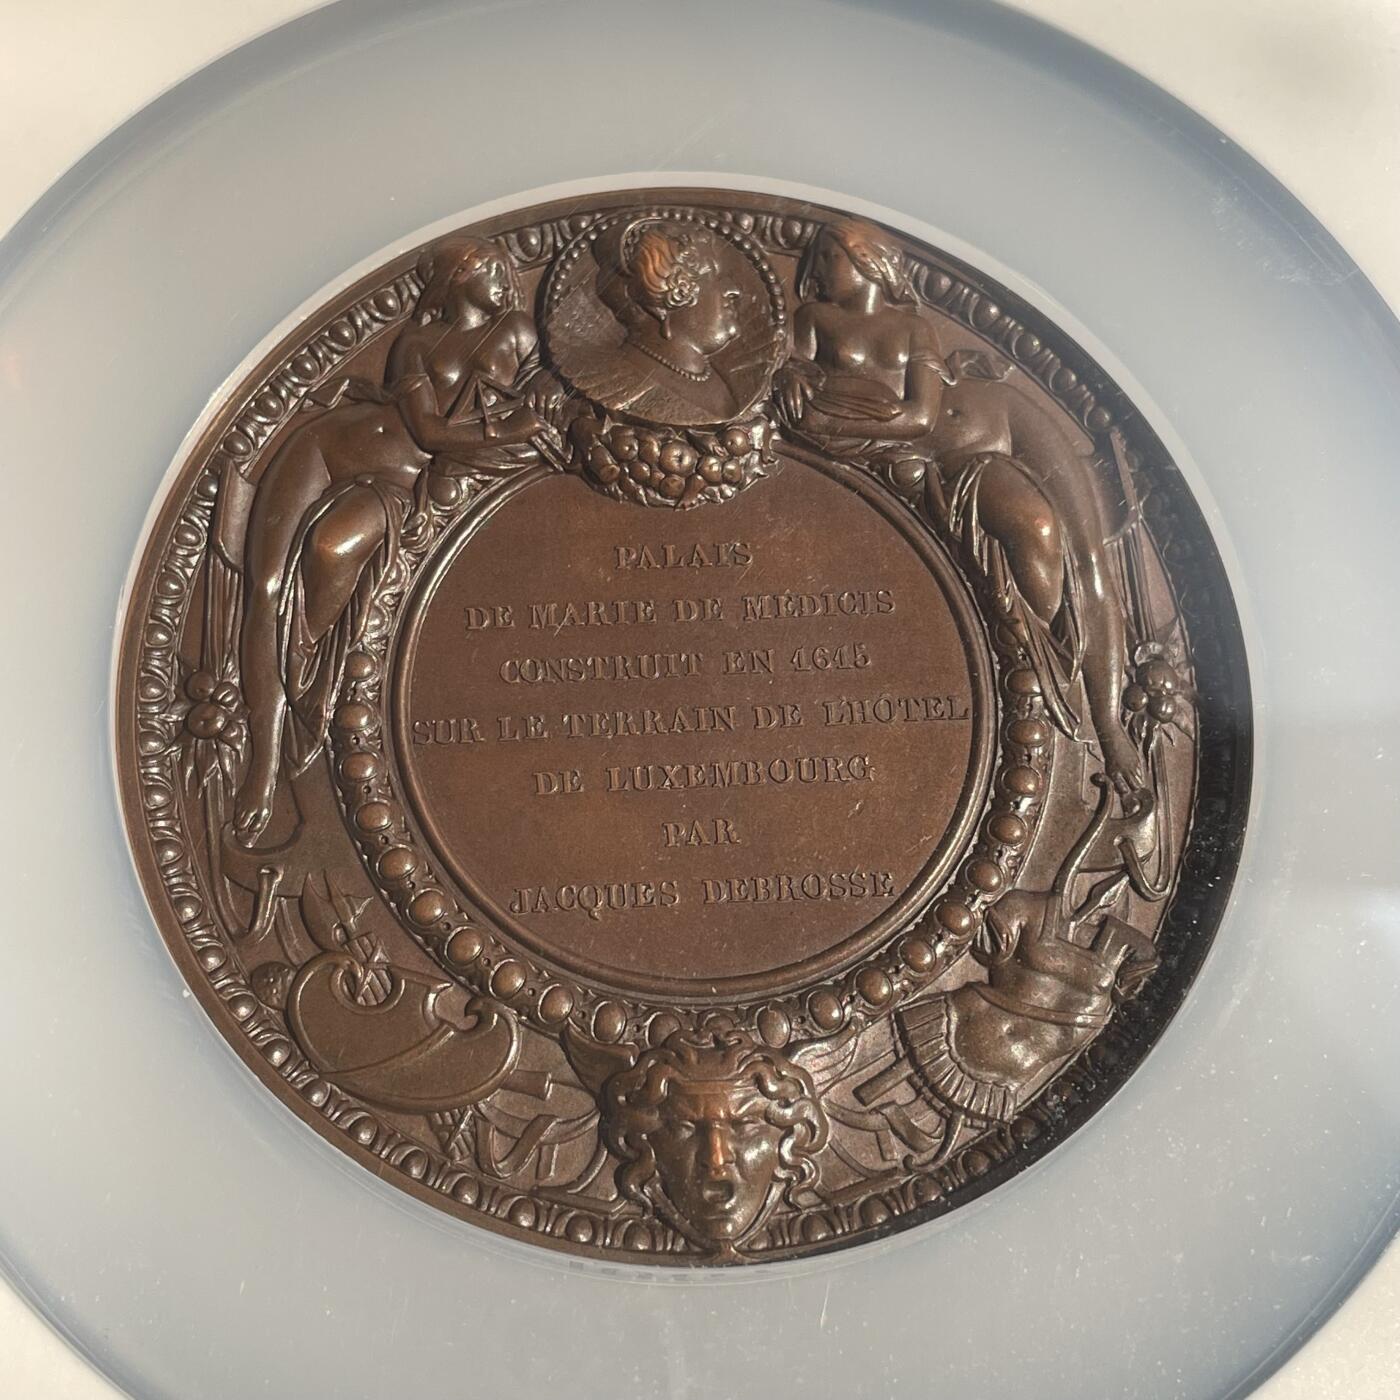 PALAIS
DE MARIE DE MÉDICIS
CONSTRUIT EN 1615
SUR LE TERRAIN DE L'HÔTEL
DE LUXEMBOURG
PAR
JACQUES DEBROSSE